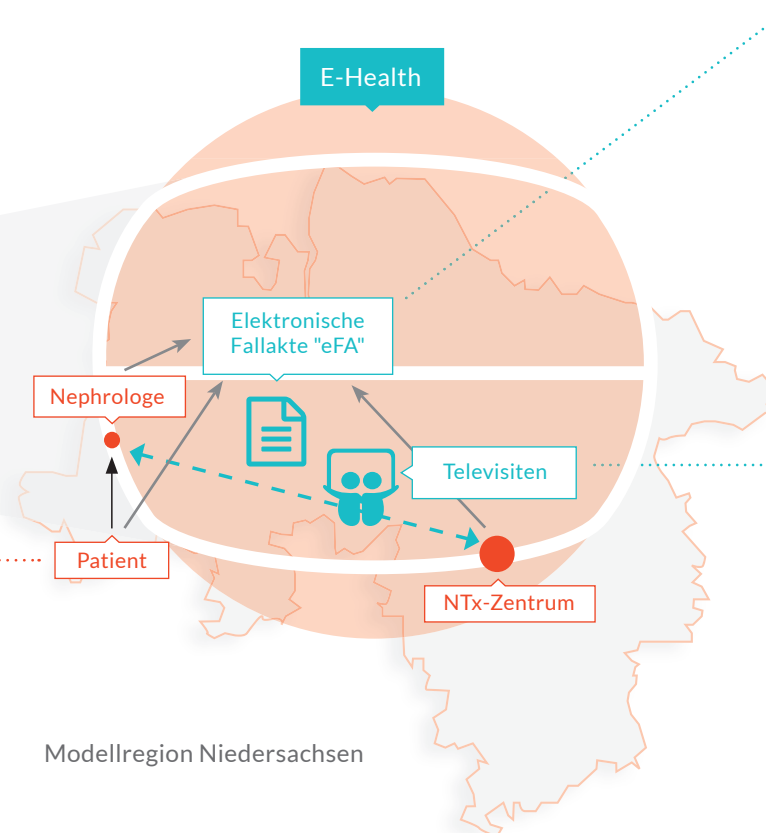 E-Health
Elektronische
Fallakte "eFA"
Nephrologe
Televisiten
Patient
NTx-Zentrum
Modellregion Niedersachsen